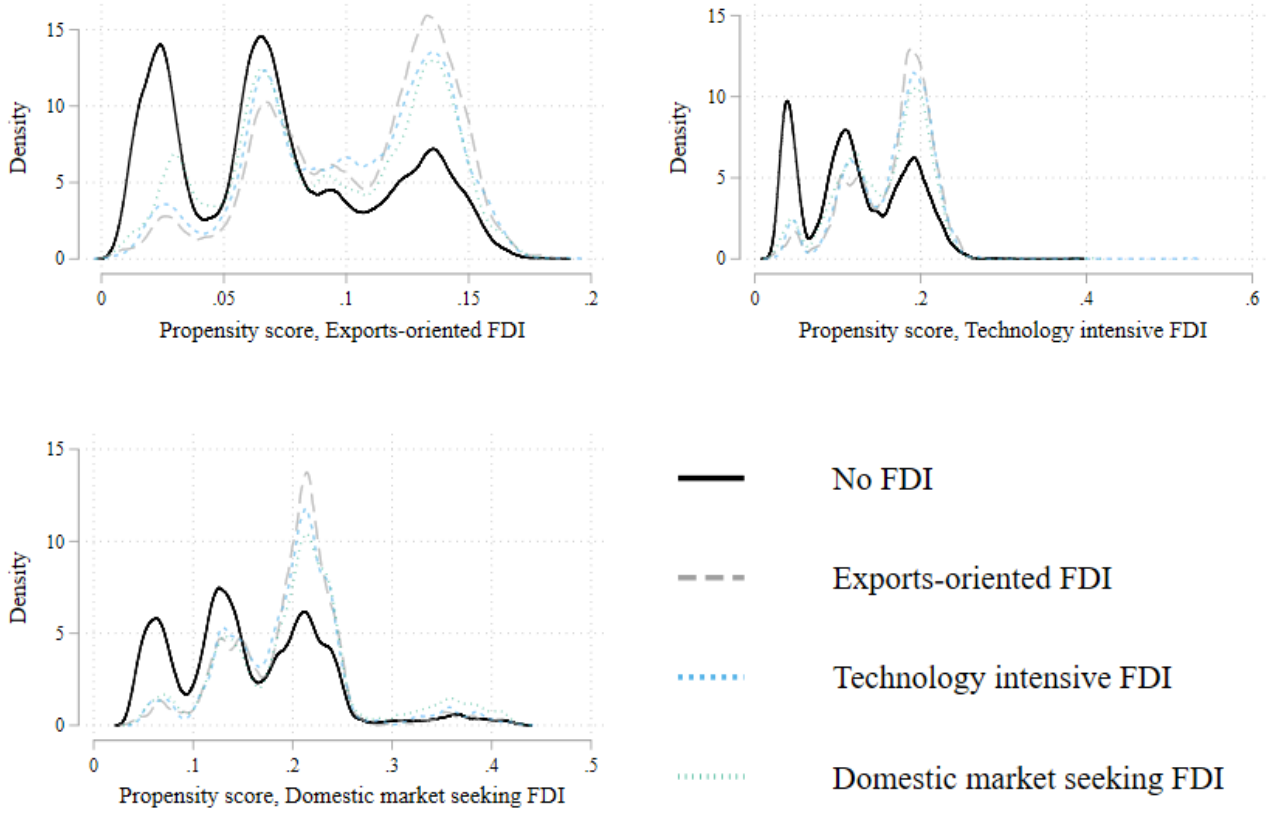 15
10
5
0
Density
0
.05
.1
.15
.2
Propensity score, Exports-oriented FDI
15
10
5
0
Density
0
.2
.4
.6
Propensity score, Technology intensive FDI
15
10
5
0
Density
0
.1
.2
.3
.4
.5
Propensity score, Domestic market seeking FDI
No FDI
Exports-oriented FDI
Technology intensive FDI
Domestic market seeking FDI